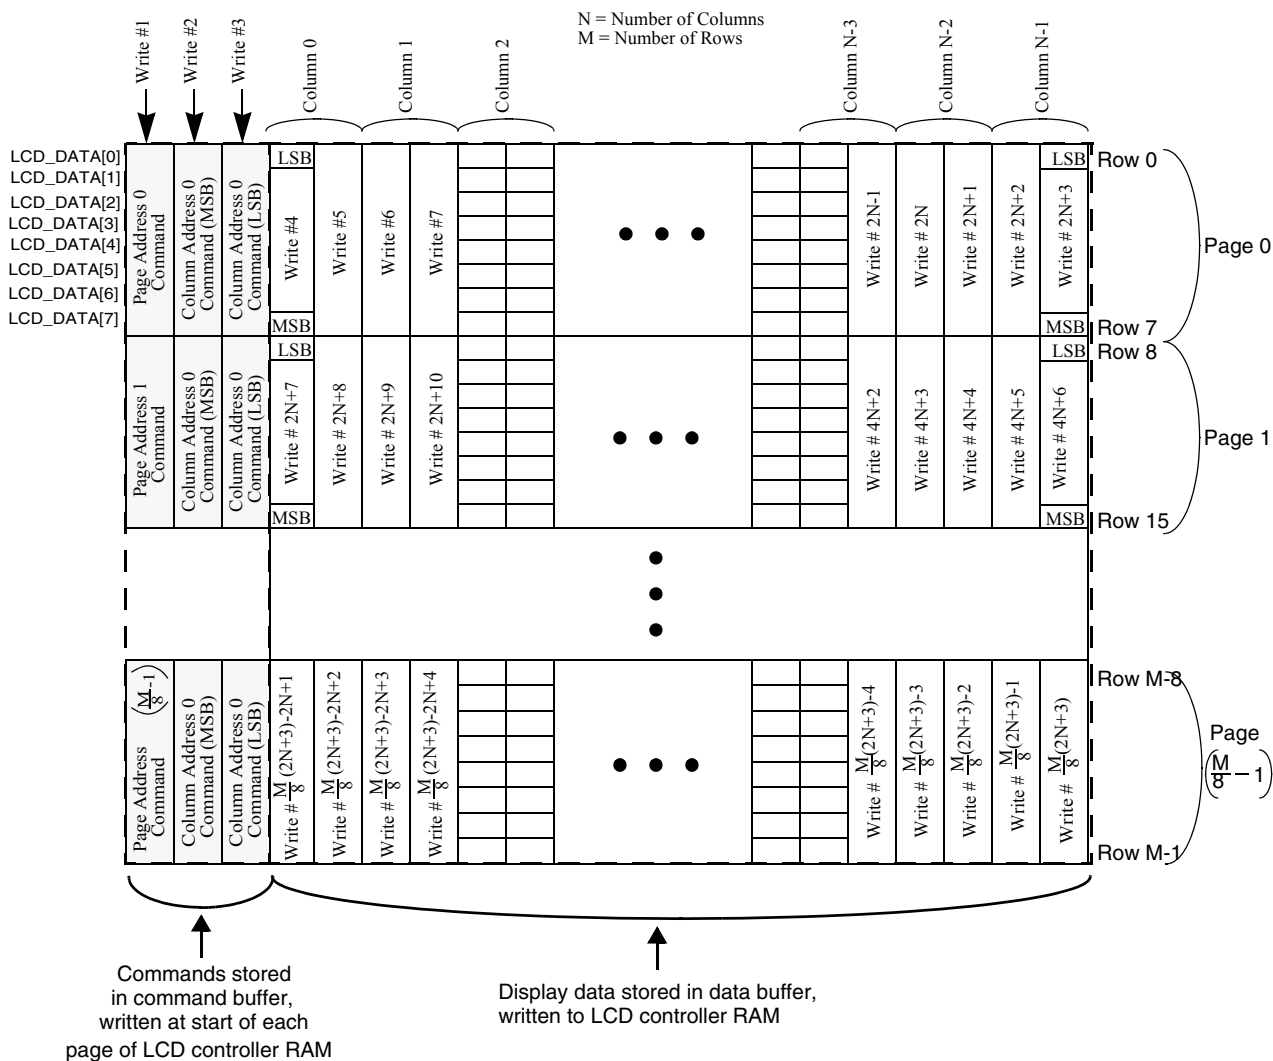 N = Number of Columns
M = Number of Rows
Write #1
Write #2
Write #3
Column 0
Column 1
Column 2
Column N-3
Column N-2
Column N-1
LCD_DATA[0]
LCD_DATA[1]
LCD_DATA[2]
LCD_DATA[3]
LCD_DATA[4]
LCD_DATA[5]
LCD_DATA[6]
LCD_DATA[7]
Page Address 0
Command
Column Address 0
Command (MSB)
Column Address 0
Command (LSB)
LSB
Write #4
MSB
Write #5
Write #6
Write #7
Write # 2N-1
Write # 2N
Write # 2N+1
Write # 2N+2
LSB
Write # 2N+3
MSB
Row 0
Row 7
Page 0
Page Address 1
Command
Column Address 0
Command (MSB)
Column Address 0
Command (LSB)
LSB
Write # 2N+7
MSB
Write # 2N+8
Write # 2N+9
Write # 2N+10
Write # 4N+2
Write # 4N+3
Write # 4N+4
Write # 4N+5
LSB
Write # 4N+6
MSB
Row 8
Row 15
Page 1
Page Address (M/8-1)
Command
Column Address 0
Command (MSB)
Column Address 0
Command (LSB)
Write # M/8 (2N+3)-2N+1
Write # M/8 (2N+3)-2N+2
Write # M/8 (2N+3)-2N+3
Write # M/8 (2N+3)-2N+4
Write # M/8(2N+3)-4
Write # M/8(2N+3)-3
Write # M/8(2N+3)-2
Write # M/8(2N+3)-1
Write # M/8(2N+3)
Row M-8
Row M-1
Page
(M/8 – 1)
Commands stored
in command buffer,
written at start of each
page of LCD controller RAM
Display data stored in data buffer,
written to LCD controller RAM